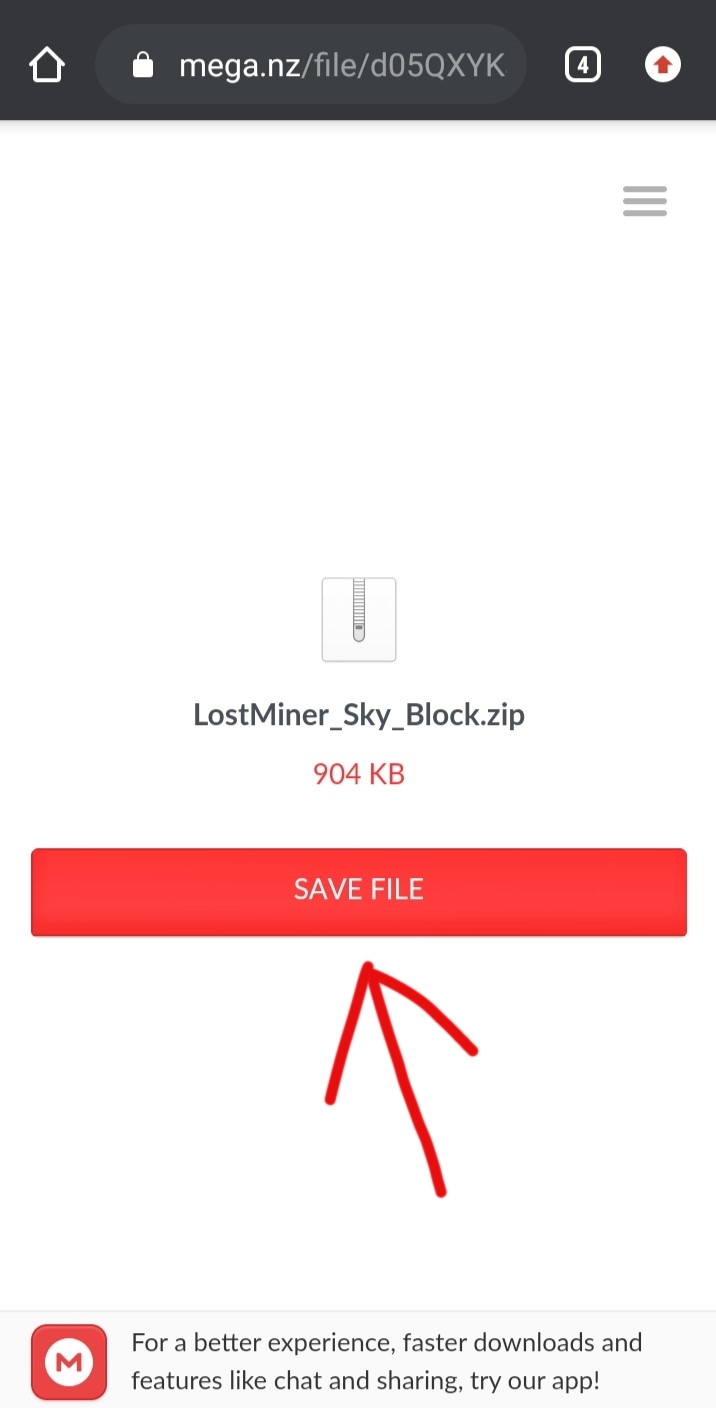 mega.nz/file/d05QXYK
4
LostMiner_Sky_Block.zip
904 KB
SAVE FILE
M
For a better experience, faster downloads and
features like chat and sharing, try our app!